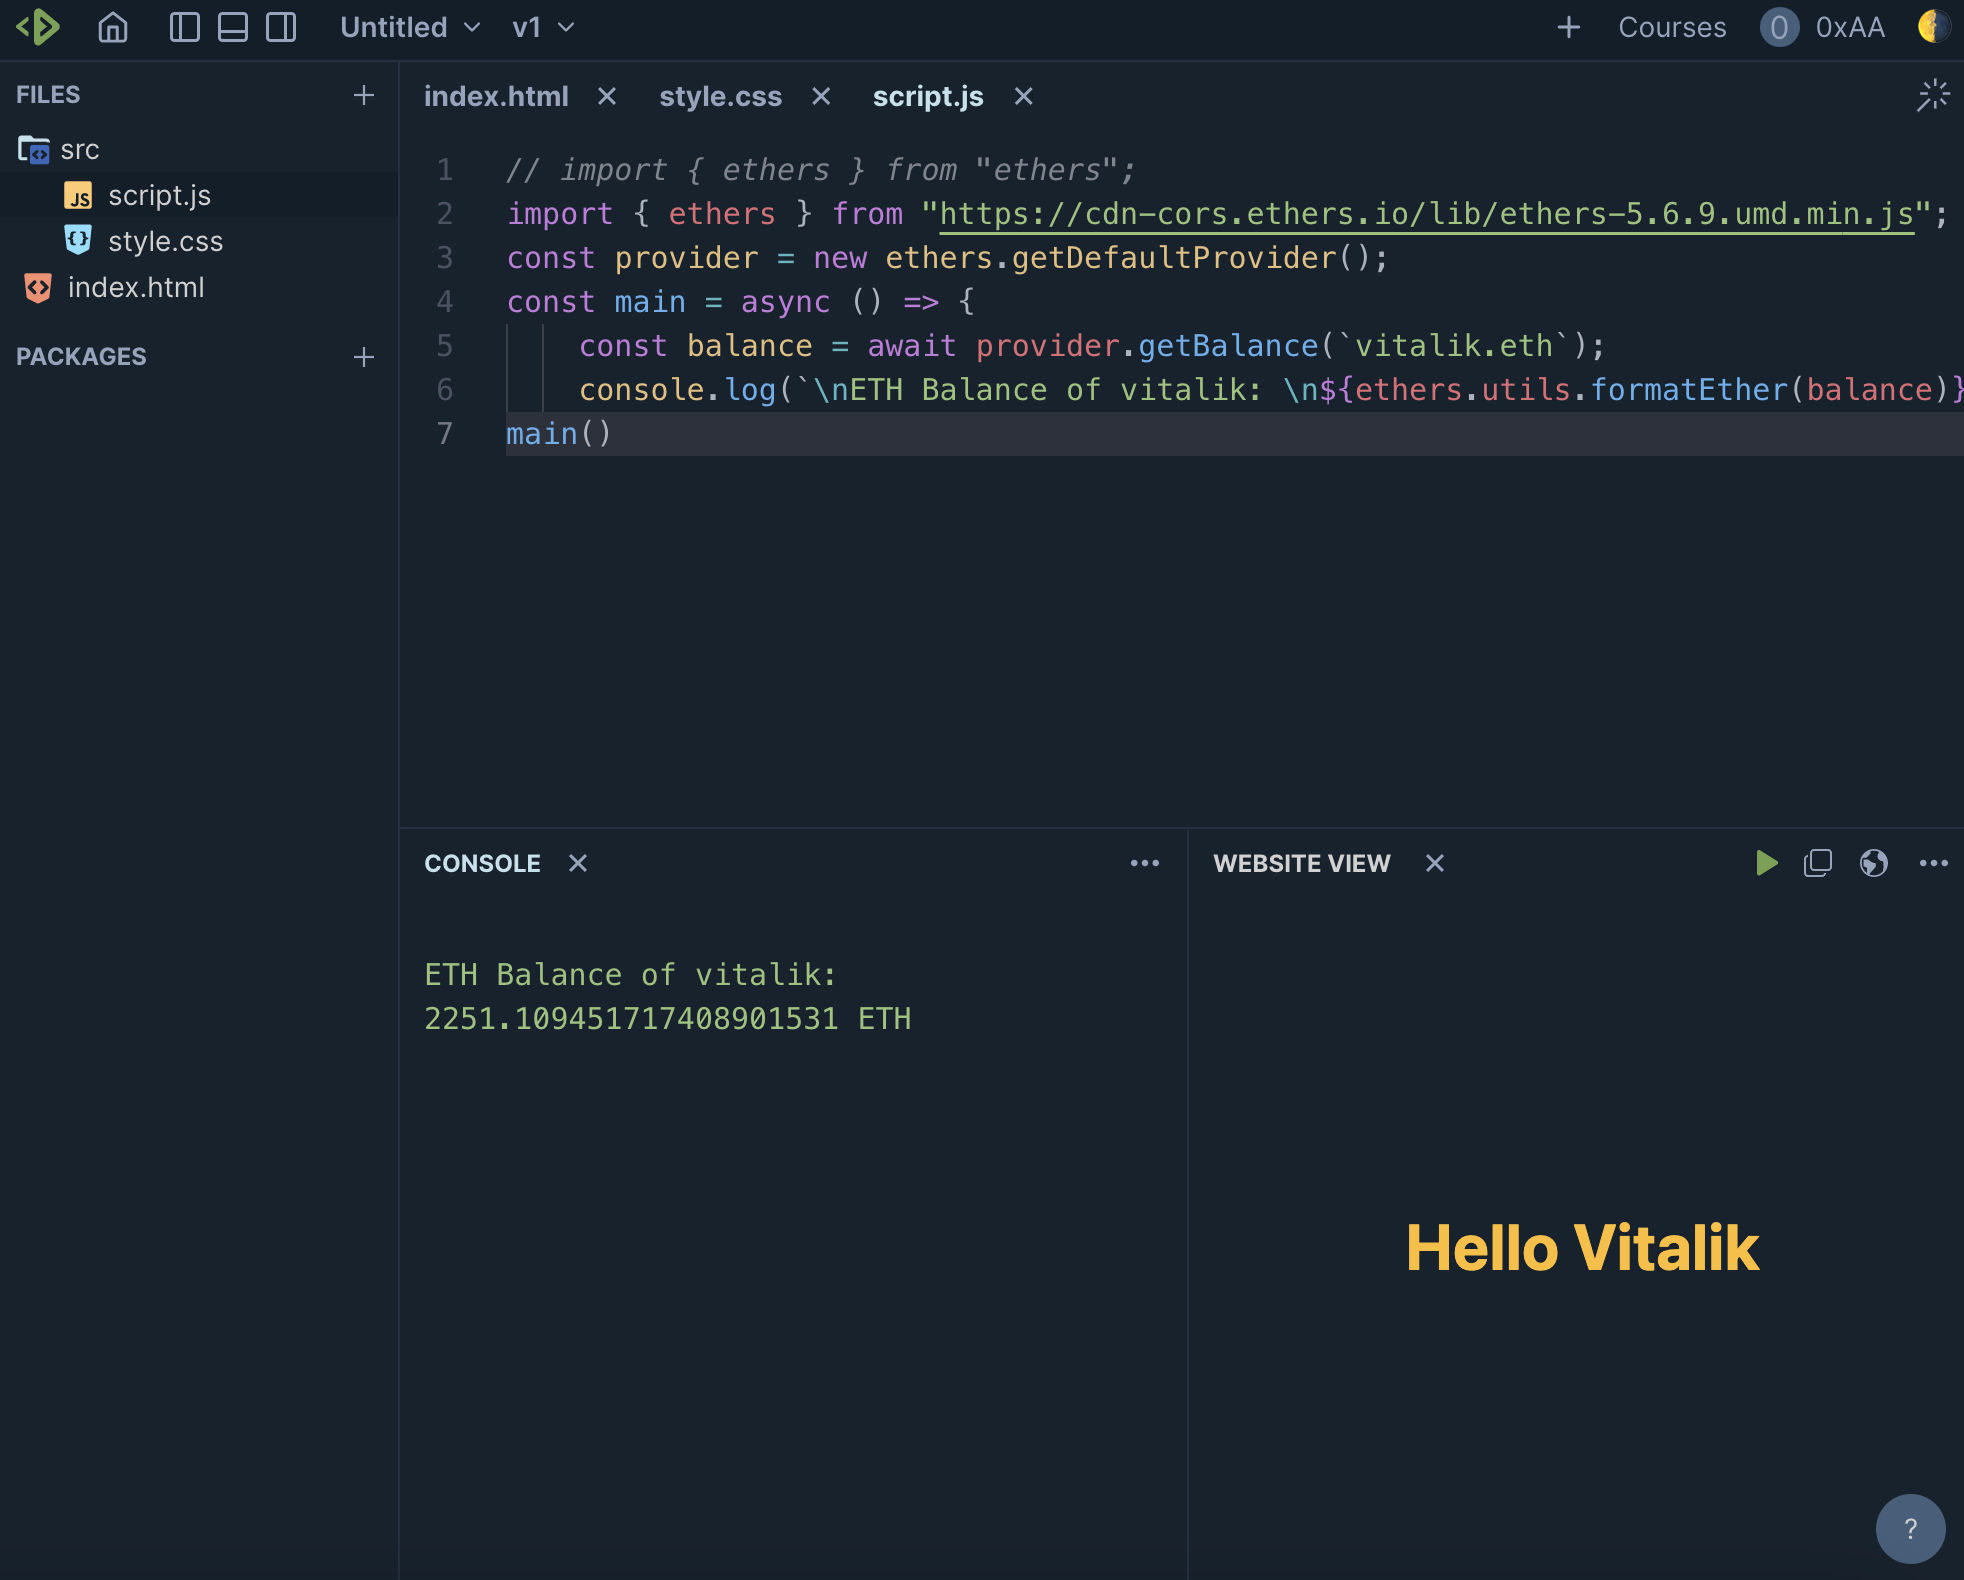 Untitled v1 + Courses 0 0xAA
FILES +
src
JS script.js
{} style.css
<> index.html
PACKAGES +
index.html × style.css × script.js ×
1 // import { ethers } from "ethers";
2 import { ethers } from "https://cdn-cors.ethers.io/lib/ethers-5.6.9.umd.min.js";
3 const provider = new ethers.getDefaultProvider();
4 const main = async () => {
5     const balance = await provider.getBalance(`vitalik.eth`);
6     console.log(`\nETH Balance of vitalik: \n${ethers.utils.formatEther(balance)}
7 main()
CONSOLE × •••
ETH Balance of vitalik:
2251.109451717408901531 ETH
WEBSITE VIEW × •••
Hello Vitalik
?